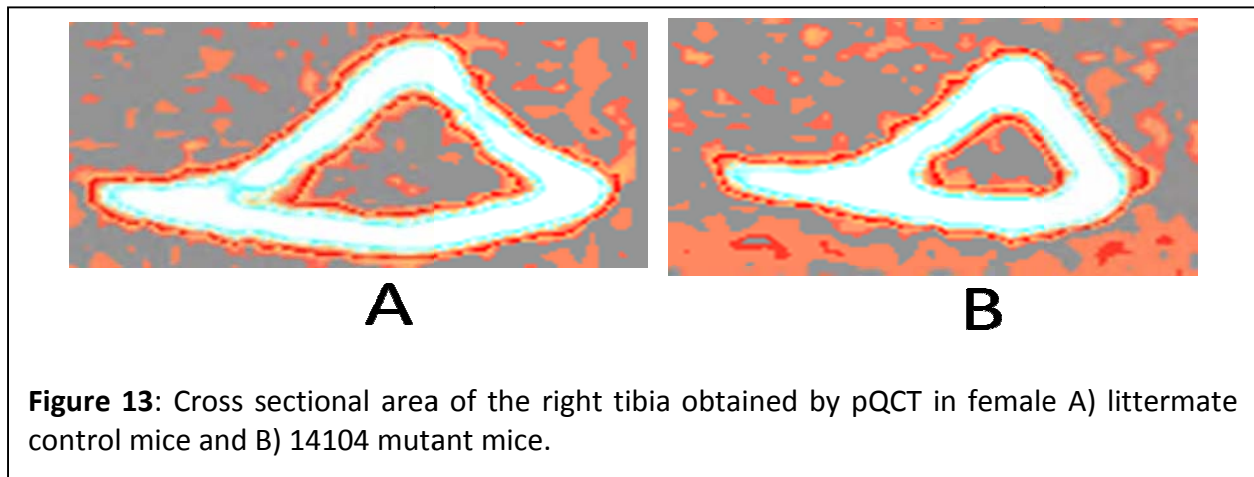 A
B
Figure 13: Cross sectional area of the right tibia obtained by pQCT in female A) littermate
control mice and B) 14104 mutant mice.